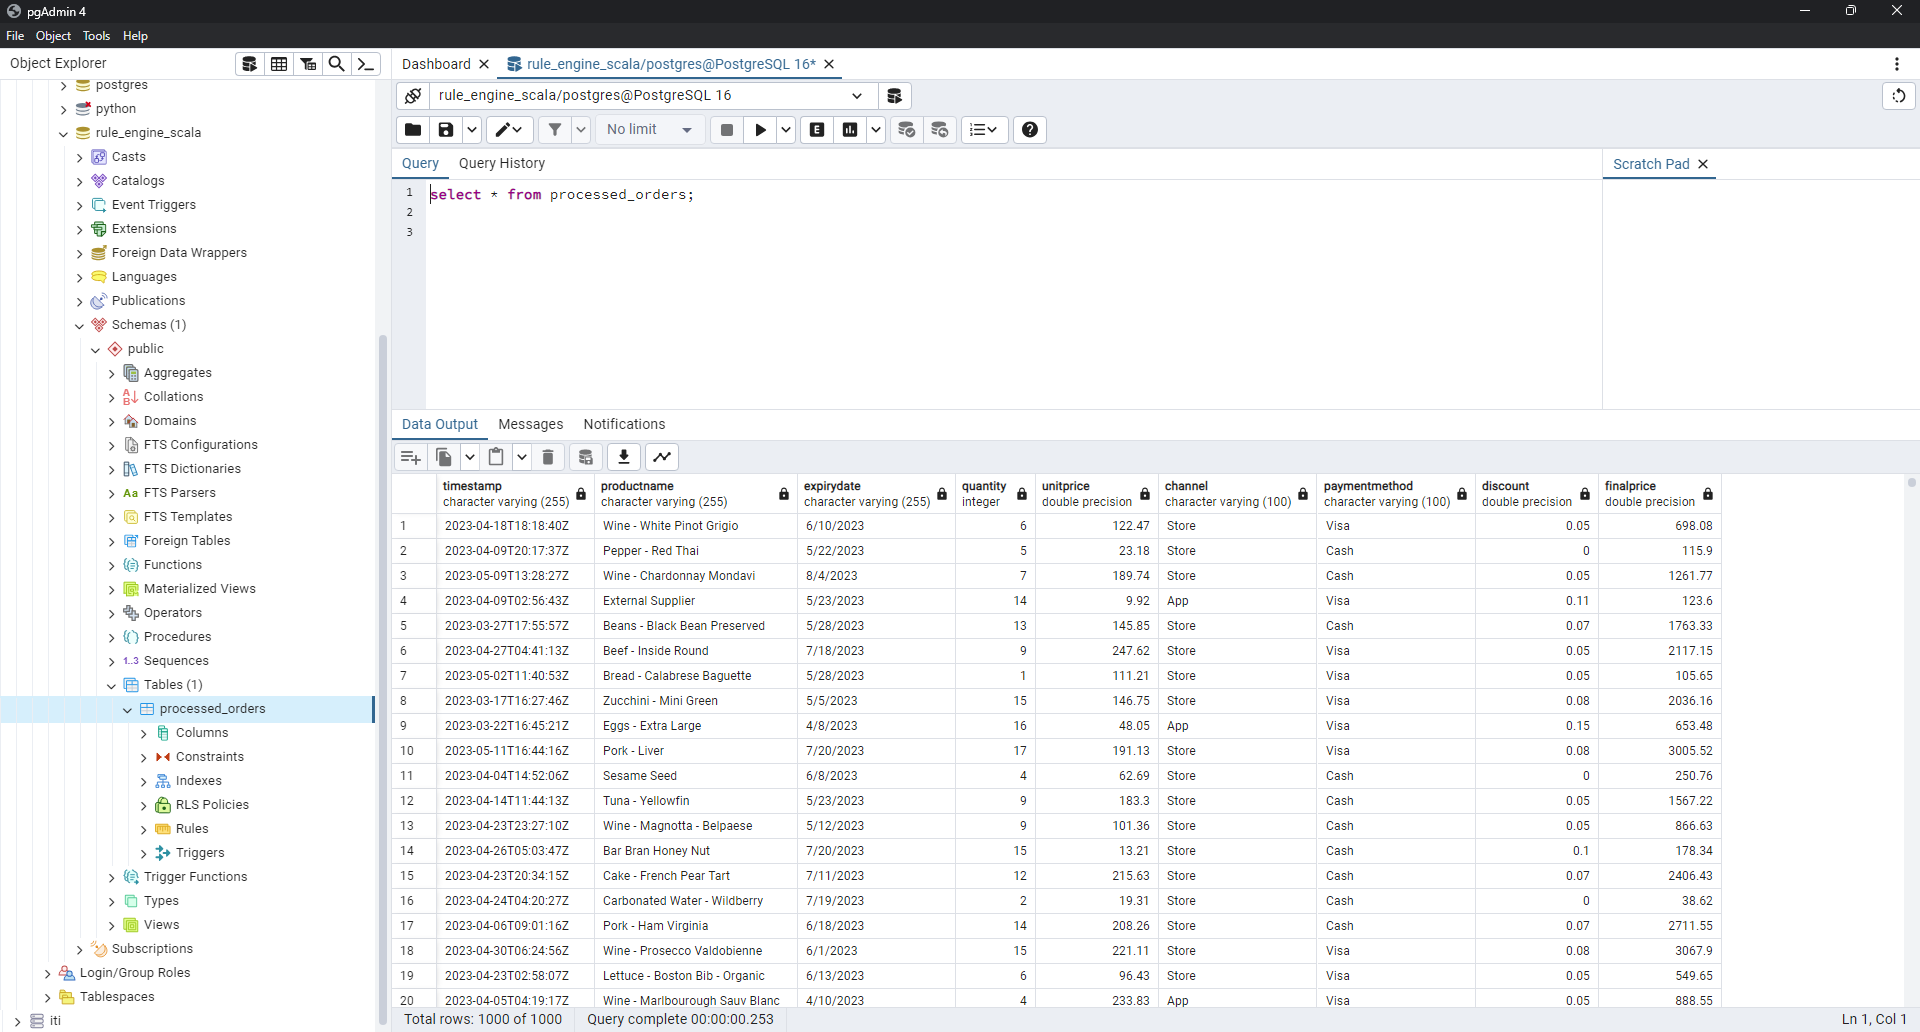 pgAdmin 4
File Object Tools Help
Object Explorer
postgres
python
rule_engine_scala
Casts
Catalogs
Event Triggers
Extensions
Foreign Data Wrappers
Languages
Publications
Schemas (1)
public
Aggregates
Collations
Domains
FTS Configurations
FTS Dictionaries
Aa FTS Parsers
FTS Templates
Foreign Tables
Functions
Materialized Views
Operators
Procedures
1..3 Sequences
Tables (1)
processed_orders
Columns
Constraints
Indexes
RLS Policies
Rules
Triggers
Trigger Functions
Types
Views
Subscriptions
Login/Group Roles
Tablespaces
iti
Dashboard rule_engine_scala/postgres@PostgreSQL 16*
rule_engine_scala/postgres@PostgreSQL 16
No limit E
Query Query History Scratch Pad
1 select * from processed_orders;
2
3
Data Output Messages Notifications
timestamp productname expirydate quantity unitprice channel paymentmethod discount finalprice
character varying (255) character varying (255) character varying (255) integer double precision character varying (100) character varying (100) double precision double precision
1 2023-04-18T18:18:40Z Wine - White Pinot Grigio 6/10/2023 6 122.47 Store Visa 0.05 698.08
2 2023-04-09T20:17:37Z Pepper - Red Thai 5/22/2023 5 23.18 Store Cash 0 115.9
3 2023-05-09T13:28:27Z Wine - Chardonnay Mondavi 8/4/2023 7 189.74 Store Cash 0.05 1261.77
4 2023-04-09T02:56:43Z External Supplier 5/23/2023 14 9.92 App Visa 0.11 123.6
5 2023-03-27T17:55:57Z Beans - Black Bean Preserved 5/28/2023 13 145.85 Store Cash 0.07 1763.33
6 2023-04-27T04:41:13Z Beef - Inside Round 7/18/2023 9 247.62 Store Visa 0.05 2117.15
7 2023-05-02T11:40:53Z Bread - Calabrese Baguette 5/28/2023 1 111.21 Store Visa 0.05 105.65
8 2023-03-17T16:27:46Z Zucchini - Mini Green 5/5/2023 15 146.75 Store Visa 0.08 2036.16
9 2023-03-22T16:45:21Z Eggs - Extra Large 4/8/2023 16 48.05 App Visa 0.15 653.48
10 2023-05-11T16:44:16Z Pork - Liver 7/20/2023 17 191.13 Store Visa 0.08 3005.52
11 2023-04-04T14:52:06Z Sesame Seed 6/8/2023 4 62.69 Store Cash 0 250.76
12 2023-04-14T11:44:13Z Tuna - Yellowfin 5/23/2023 9 183.3 Store Cash 0.05 1567.22
13 2023-04-23T23:27:10Z Wine - Magnotta - Belpaese 5/12/2023 9 101.36 Store Cash 0.05 866.63
14 2023-04-26T05:03:47Z Bar Bran Honey Nut 7/20/2023 15 13.21 Store Cash 0.1 178.34
15 2023-04-23T20:34:15Z Cake - French Pear Tart 7/11/2023 12 215.63 Store Cash 0.07 2406.43
16 2023-04-24T04:20:27Z Carbonated Water - Wildberry 7/19/2023 2 19.31 Store Cash 0 38.62
17 2023-04-06T09:01:16Z Pork - Ham Virginia 6/18/2023 14 208.26 Store Cash 0.07 2711.55
18 2023-04-30T06:24:56Z Wine - Prosecco Valdobienne 6/1/2023 15 221.11 Store Visa 0.08 3067.9
19 2023-04-23T02:58:07Z Lettuce - Boston Bib - Organic 6/13/2023 6 96.43 Store Visa 0.05 549.65
20 2023-04-05T04:19:17Z Wine - Marlbourough Sauv Blanc 4/10/2023 4 233.83 App Visa 0.05 888.55
Total rows: 1000 of 1000 Query complete 00:00:00.253 Ln 1, Col 1